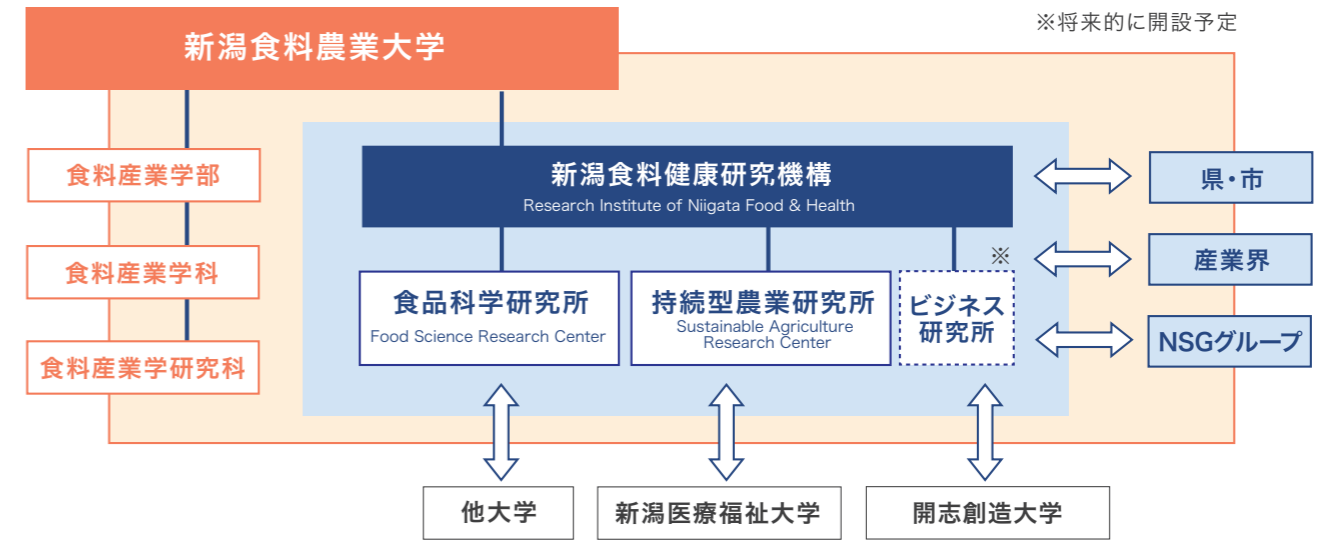 ※将来的に開設予定
新潟食料農業大学
食料産業学部
食料産業学科
食料産業学研究科
新潟食料健康研究機構
Research Institute of Niigata Food & Health
食品科学研究所
Food Science Research Center
持続型農業研究所
Sustainable Agriculture
Research Center
※
ビジネス
研究所
県・市
産業界
NSGグループ
他大学
新潟医療福祉大学
開志創造大学